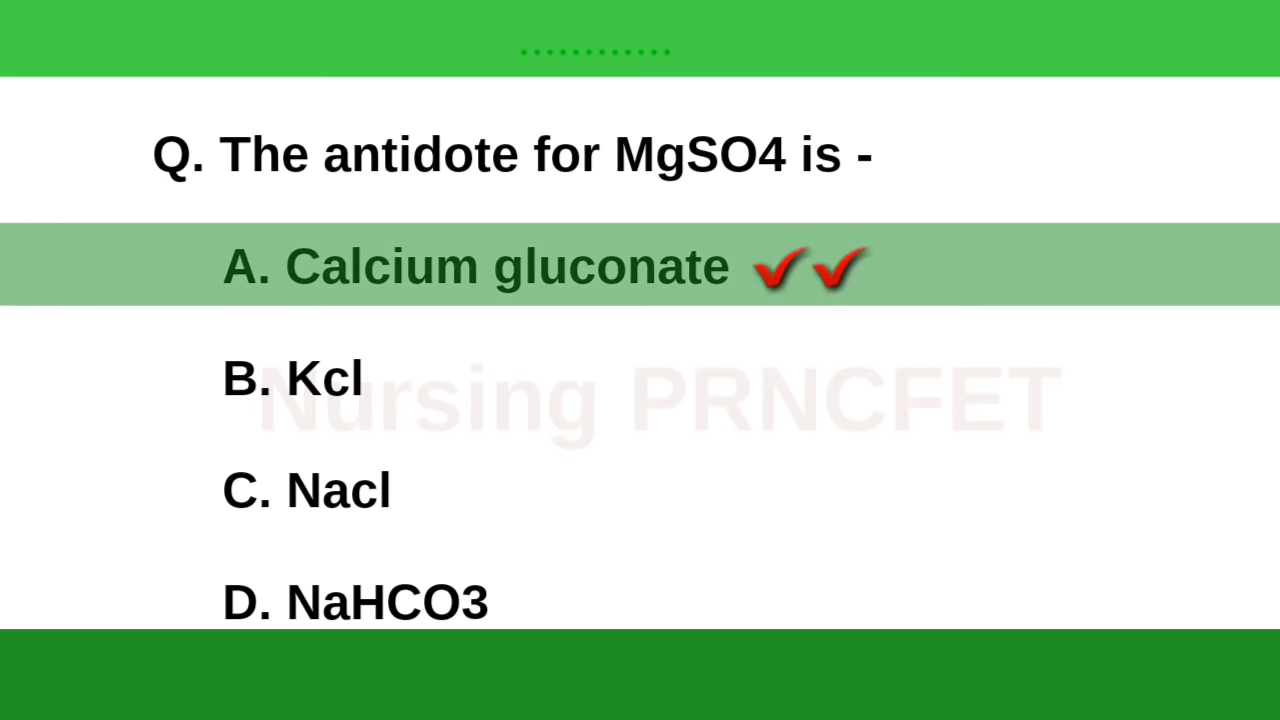 Q. The antidote for MgSO4 is -
A. Calcium gluconate
B. Kcl
Nursing PRNCFET
C. Nacl
D. NaHCO3